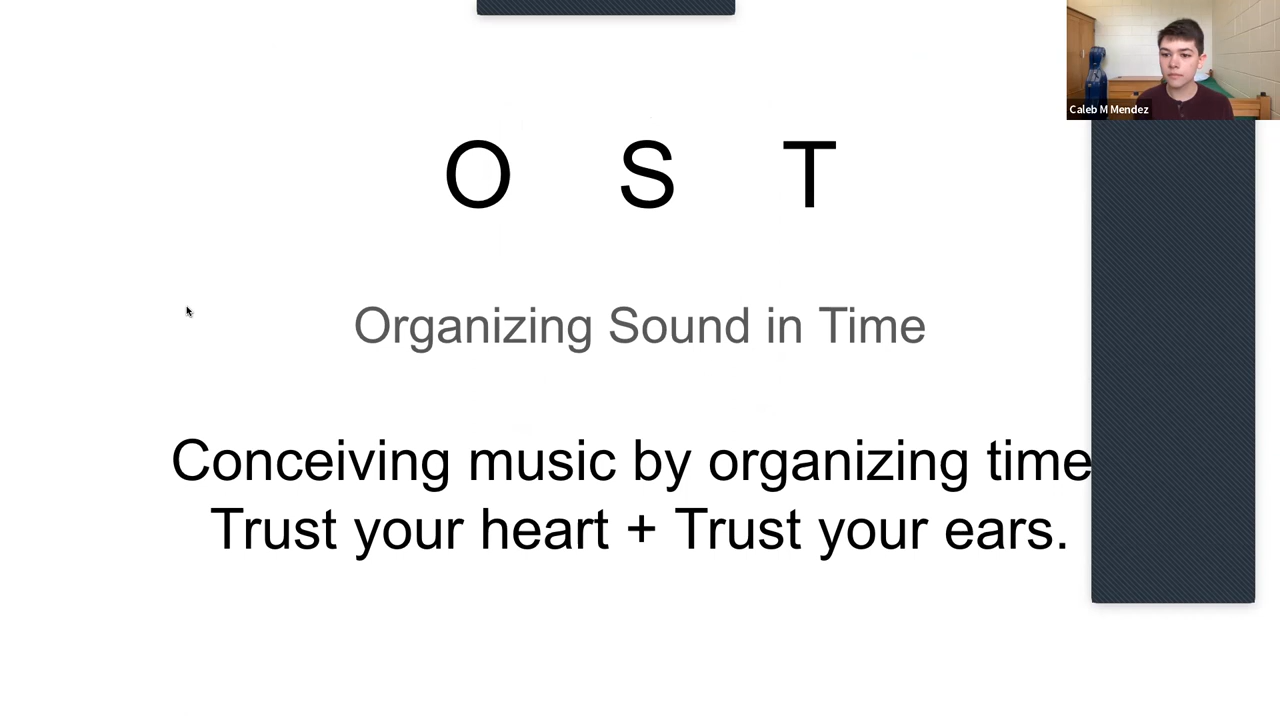 Caleb M Mendez
O S T
Organizing Sound in Time
Conceiving music by organizing time
Trust your heart + Trust your ears.